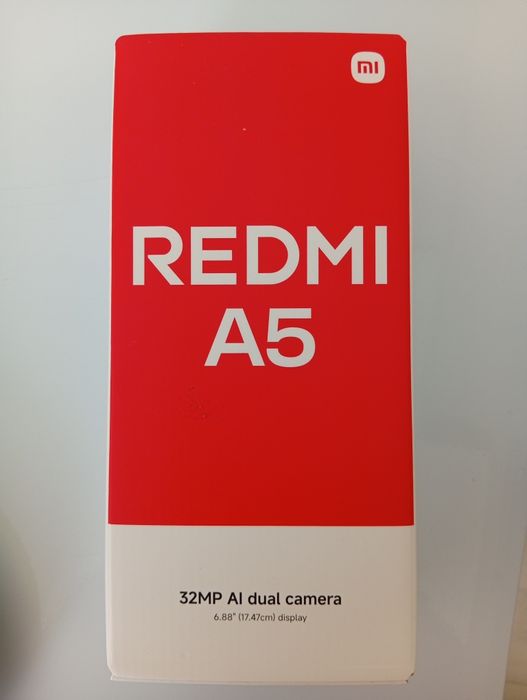 mi
REDMI
A5
32MP AI dual camera
6.88" (17.47cm) display